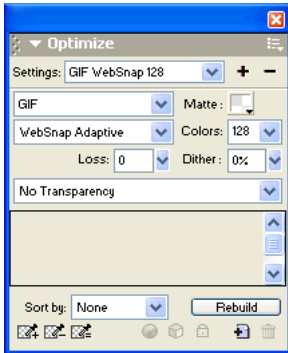 Optimize
Settings: GIF WebSnap 128
GIF Matte:
WebSnap Adaptive Colors: 128
Loss: 0 Dither: 0%
No Transparency
Sort by: None Rebuild